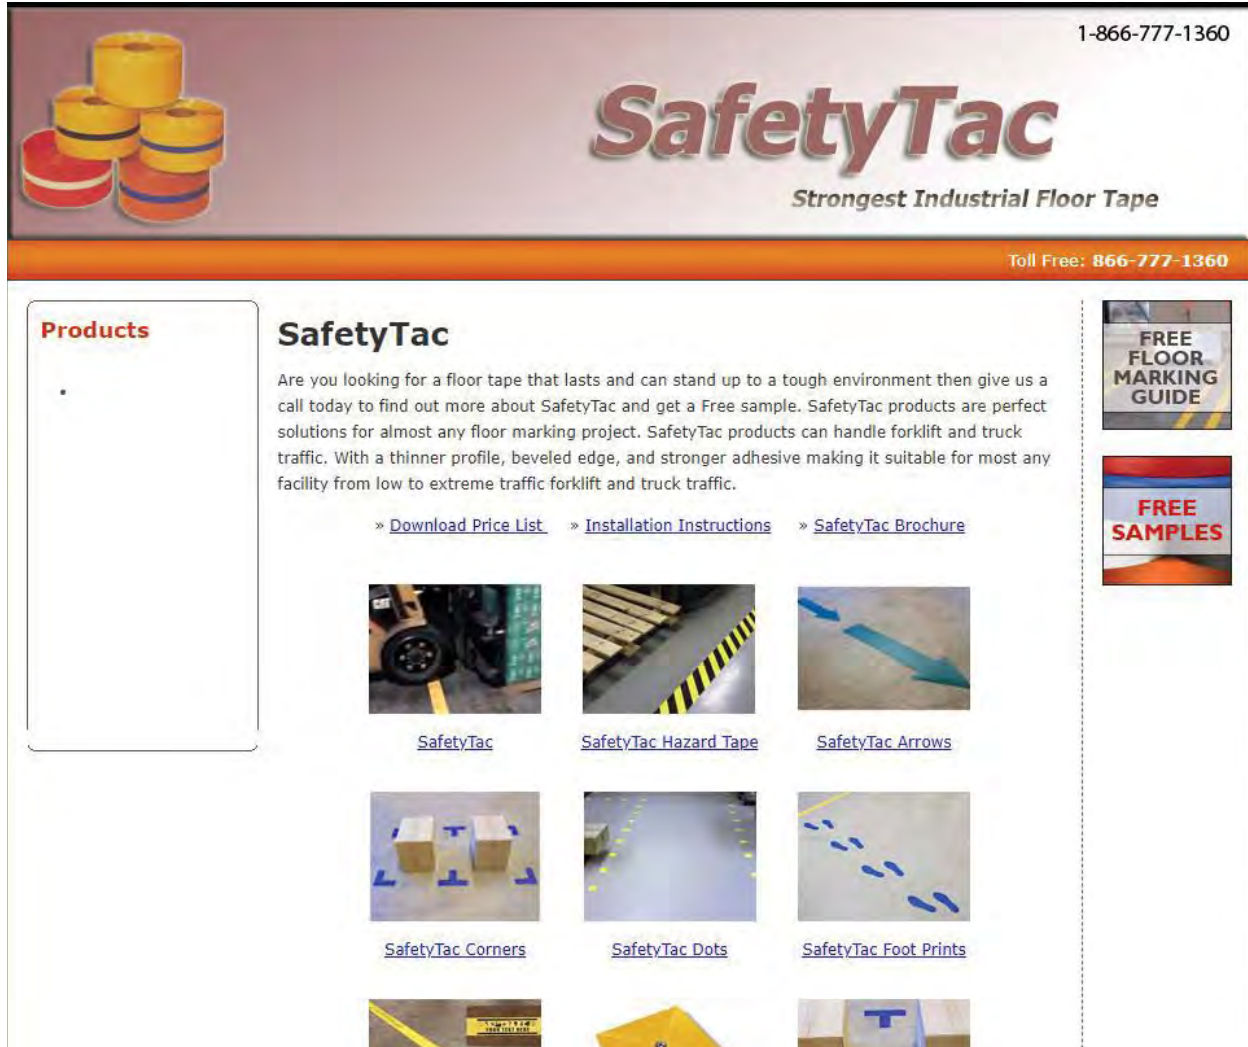 1-866-777-1360
SafetyTac
Strongest Industrial Floor Tape
Toll Free: 866-777-1360
Products
SafetyTac
Are you looking for a floor tape that lasts and can stand up to a tough environment then give us a
call today to find out more about SafetyTac and get a Free sample. SafetyTac products are perfect
solutions for almost any floor marking project. SafetyTac products can handle forklift and truck
traffic. With a thinner profile, beveled edge, and stronger adhesive making it suitable for most any
facility from low to extreme traffic forklift and truck traffic.
» Download Price List » Installation Instructions » SafetyTac Brochure
SafetyTac SafetyTac Hazard Tape SafetyTac Arrows
SafetyTac Corners SafetyTac Dots SafetyTac Foot Prints
YOUR TEXT HERE
FREE
FLOOR
MARKING
GUIDE
FREE
SAMPLES